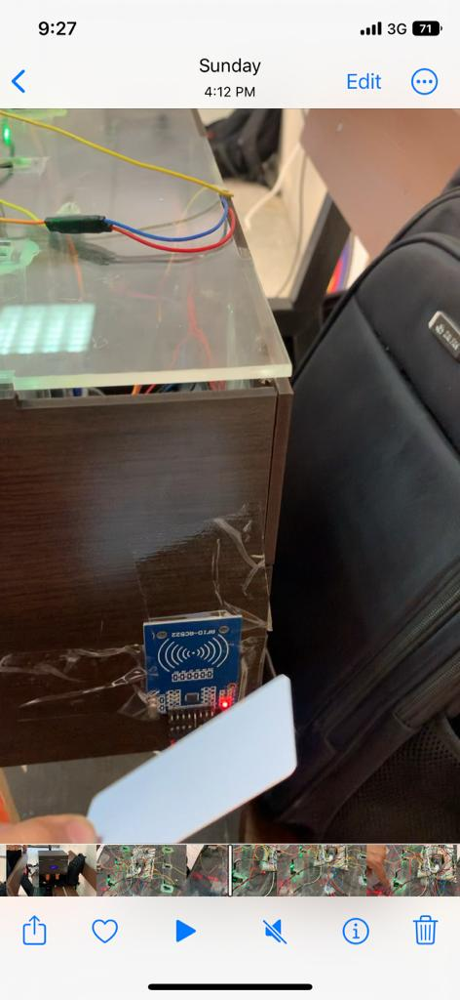 9:27
3G
71
Sunday
4:12 PM
Edit
RFID-RC522